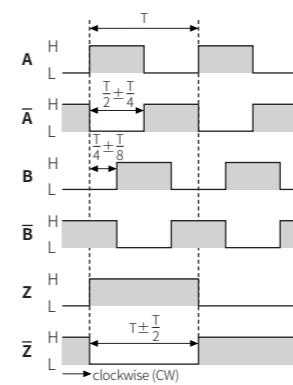 T
A H
L
A̅ H
L
T/2 ± T/4
T/4 ± T/8
B H
L
B̅ H
L
Z H
L
Z̅ H
L
T± T/2
clockwise (CW)